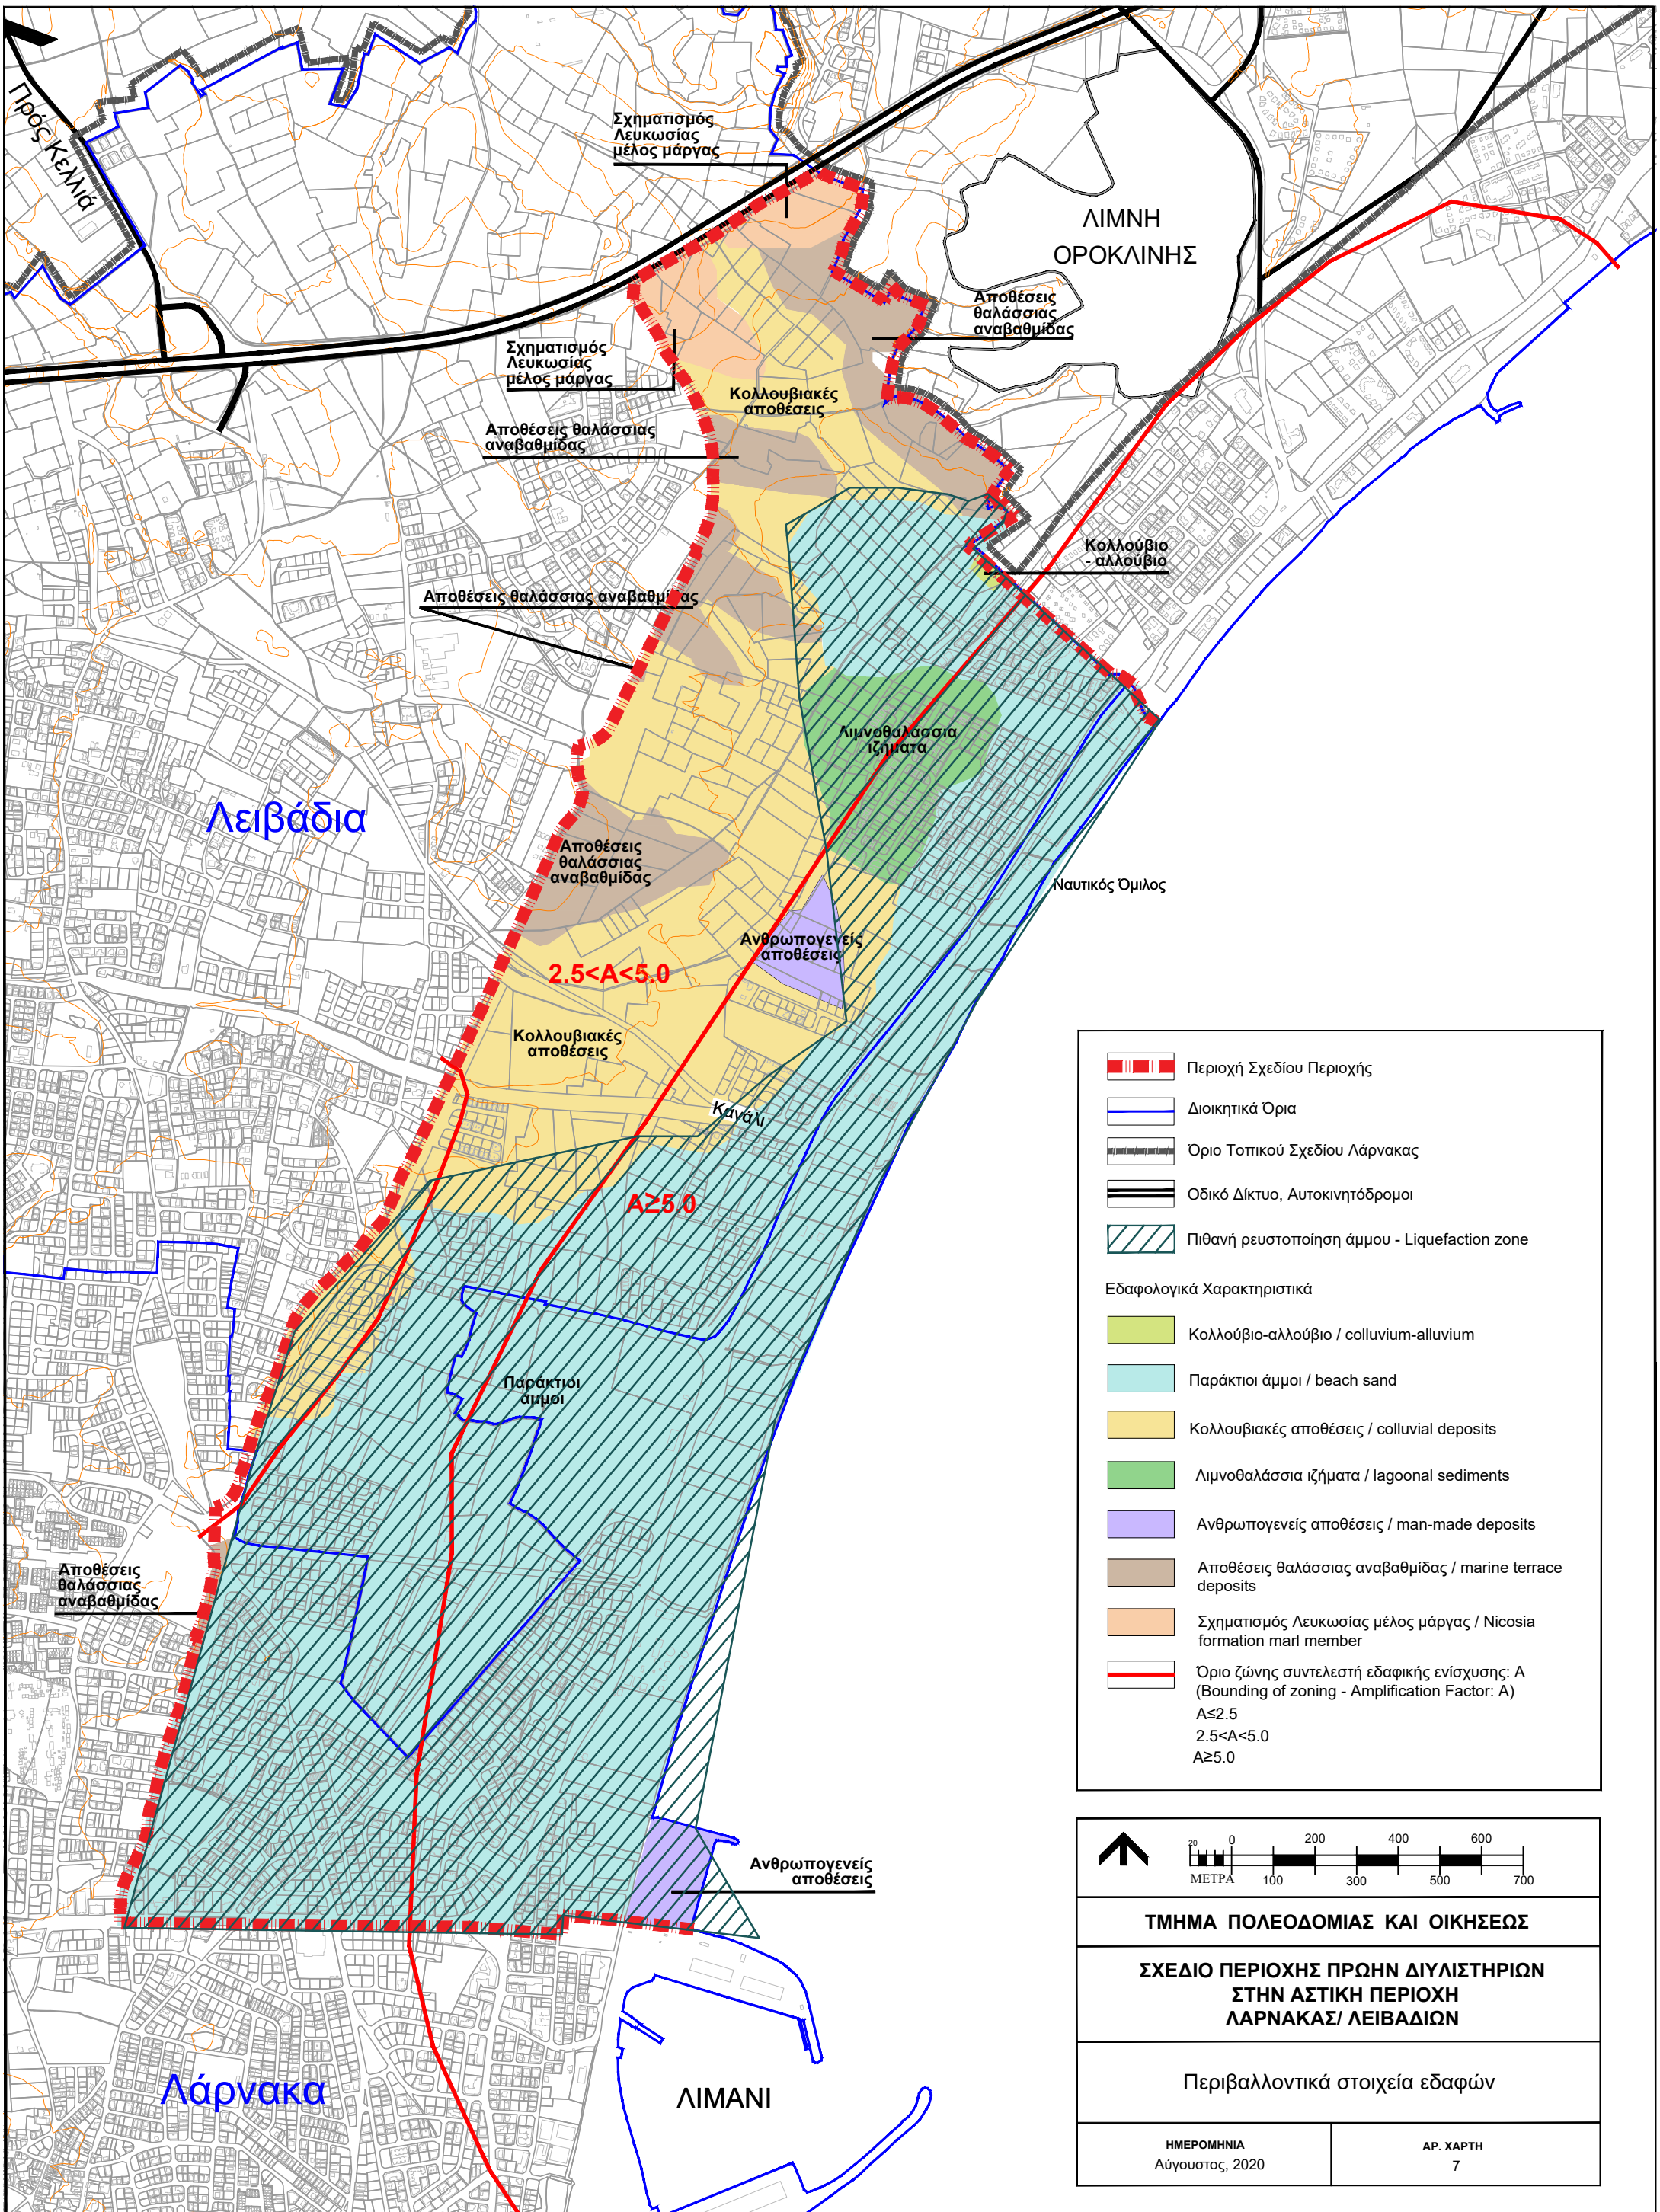 Πρός Κελλιά
Σχηματισμός
Λευκωσίας
μέλος μάργας
ΛΙΜΝΗ
ΟΡΟΚΛΙΝΗΣ
Αποθέσεις
θαλάσσιας
αναβαθμίδας
Σχηματισμός
Λευκωσίας
μέλος μάργας
Κολλουβιακές
αποθέσεις
Αποθέσεις θαλάσσιας
αναβαθμίδας
Κολλούβιο
- αλλούβιο
Αποθέσεις θαλάσσιας αναβαθμίδας
Λιμνοθαλάσσια
ιζήματα
Λειβάδια
Αποθέσεις
θαλάσσιας
αναβαθμίδας
Ναυτικός Όμιλος
Ανθρωπογενείς
αποθέσεις
2.5<A<5.0
Κολλουβιακές
αποθέσεις
Κανάλι
A≥5.0
Παράκτιοι
άμμοι
Αποθέσεις
θαλάσσιας
αναβαθμίδας
Ανθρωπογενείς
αποθέσεις
Λάρνακα
ΛΙΜΑΝΙ
Περιοχή Σχεδίου Περιοχής
Διοικητικά Όρια
Όριο Τοπικού Σχεδίου Λάρνακας
Οδικό Δίκτυο, Αυτοκινητόδρομοι
Πιθανή ρευστοποίηση άμμου - Liquefaction zone
Εδαφολογικά Χαρακτηριστικά
Κολλούβιο-αλλούβιο / colluvium-alluvium
Παράκτιοι άμμοι / beach sand
Κολλουβιακές αποθέσεις / colluvial deposits
Λιμνοθαλάσσια ιζήματα / lagoonal sediments
Ανθρωπογενείς αποθέσεις / man-made deposits
Αποθέσεις θαλάσσιας αναβαθμίδας / marine terrace
deposits
Σχηματισμός Λευκωσίας μέλος μάργας / Nicosia
formation marl member
Όριο ζώνης συντελεστή εδαφικής ενίσχυσης: A
(Bounding of zoning - Amplification Factor: A)
A≤2.5
2.5<A<5.0
A≥5.0
20 0 200 400 600
ΜΕΤΡΑ 100 300 500 700
ΤΜΗΜΑ ΠΟΛΕΟΔΟΜΙΑΣ ΚΑΙ ΟΙΚΗΣΕΩΣ
ΣΧΕΔΙΟ ΠΕΡΙΟΧΗΣ ΠΡΩΗΝ ΔΙΥΛΙΣΤΗΡΙΩΝ
ΣΤΗΝ ΑΣΤΙΚΗ ΠΕΡΙΟΧΗ
ΛΑΡΝΑΚΑΣ/ ΛΕΙΒΑΔΙΩΝ
Περιβαλλοντικά στοιχεία εδαφών
ΗΜΕΡΟΜΗΝΙΑ
Αύγουστος, 2020
ΑΡ. ΧΑΡΤΗ
7